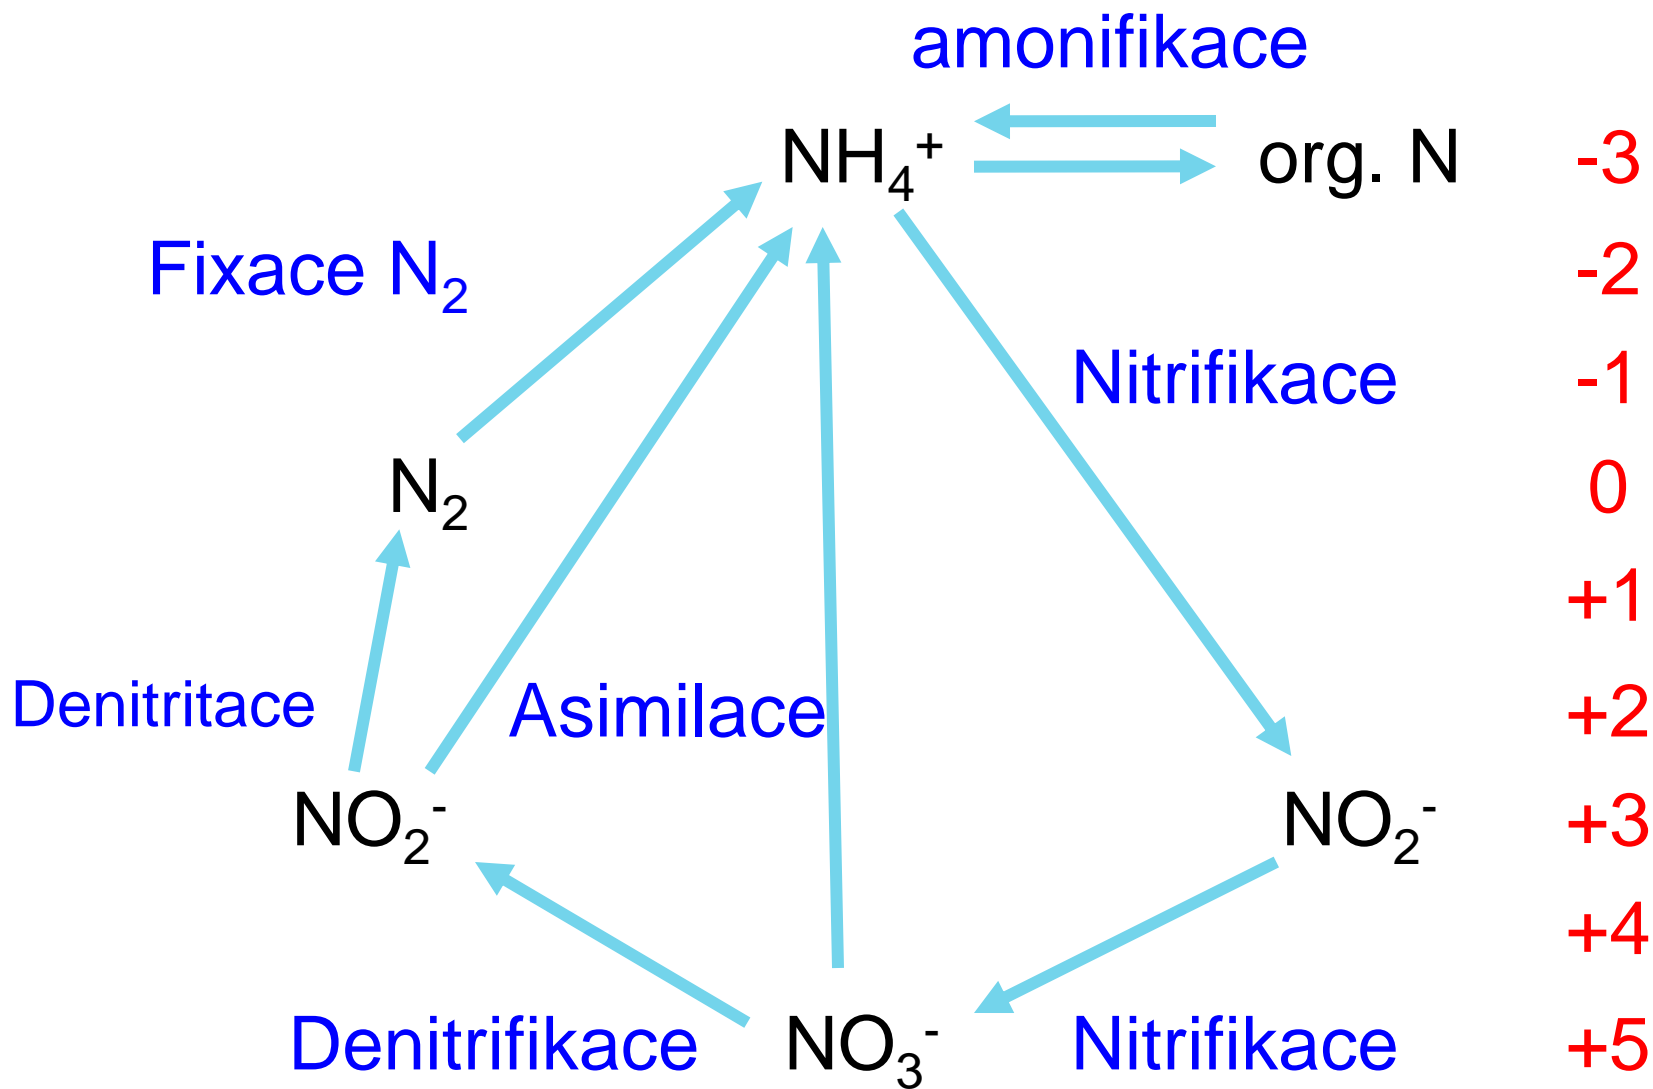 amonifikace
NH₄⁺ org. N -3
Fixace N₂ -2
Nitrifikace -1
N₂ 0
+1
Denitritace Asimilace +2
NO₂⁻ NO₂⁻ +3
+4
Denitrifikace NO₃⁻ Nitrifikace +5